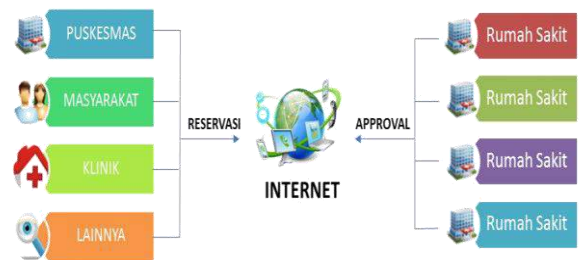 PUSKESMAS
MASYARAKAT
KLINIK
LAINNYA
RESERVASI
INTERNET
APPROVAL
Rumah Sakit
Rumah Sakit
Rumah Sakit
Rumah Sakit